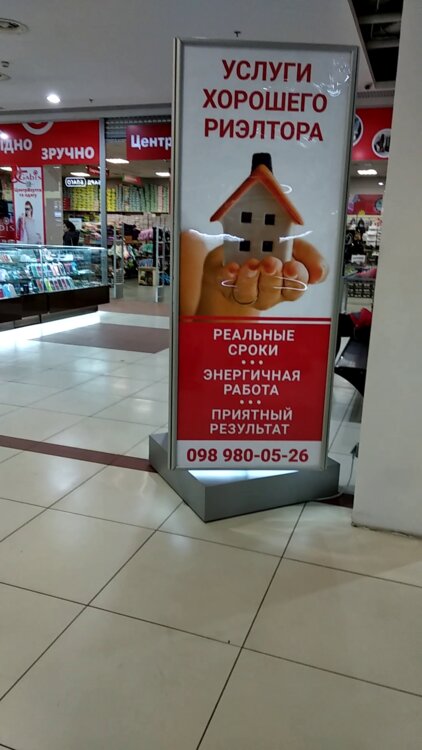 УСЛУГИ
ХОРОШЕГО
РИЭЛТОРА
РЕАЛЬНЫЕ
СРОКИ
ЭНЕРГИЧНАЯ
РАБОТА
ПРИЯТНЫЙ
РЕЗУЛЬТАТ
098 980-05-26
ЗРУЧНО
Центр